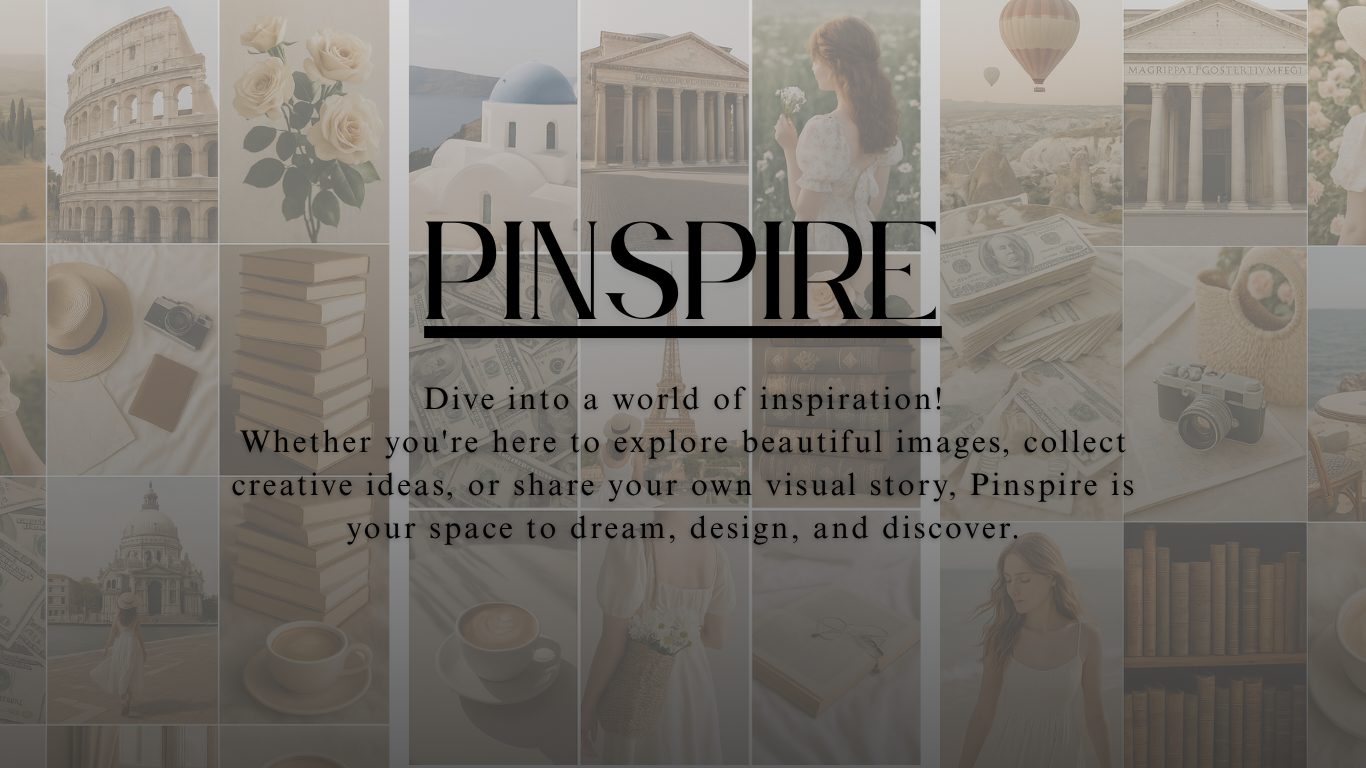 MAGRIPPATPGOSTERTIVMFEGI
PINSPIRE
Dive into a world of inspiration!
Whether you're here to explore beautiful images, collect
creative ideas, or share your own visual story, Pinspire is
your space to dream, design, and discover.